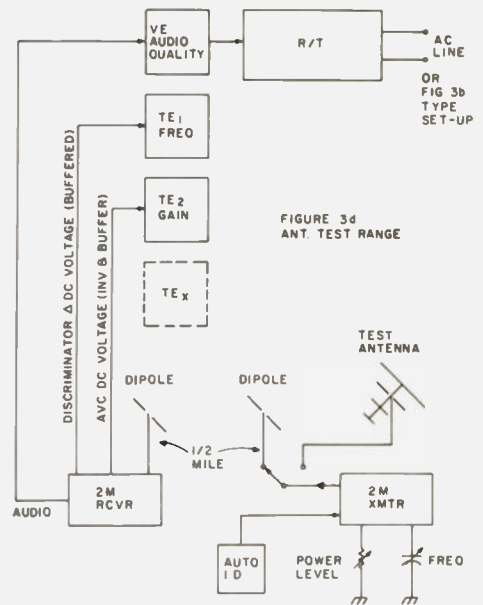 VE
AUDIO
QUALITY
R/T
AC
LINE
OR
FIG 3b
TYPE
SET-UP
TE1
FREQ
TE2
GAIN
TEX
DISCRIMINATOR Δ DC VOLTAGE (BUFFERED)
AVC DC VOLTAGE (INV & BUFFER)
FIGURE 3d
ANT. TEST RANGE
TEST
ANTENNA
DIPOLE
DIPOLE
1/2
MILE
2M
RCVR
AUDIO
2M
XMTR
AUTO
ID
POWER
LEVEL
FREQ